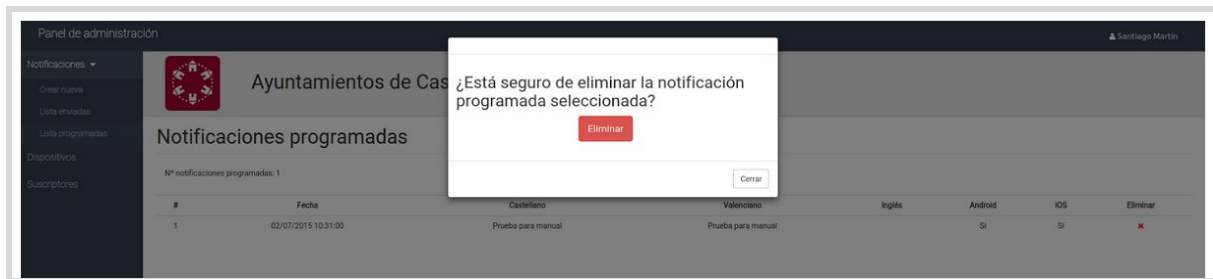 Panel de administración
Santiago Martín
Notificaciones
Crear nueva
Lista enviadas
Lista programadas
Dispositivos
Suscriptores
Ayuntamientos de Cas
Notificaciones programadas
Nº notificaciones programadas: 1
# Fecha Castellano Valenciano Inglés Android iOS Eliminar
1 02/07/2015 10:31:00 Prueba para manual Prueba para manual Sí Sí
¿Está seguro de eliminar la notificación
programada seleccionada?
Eliminar
Cerrar